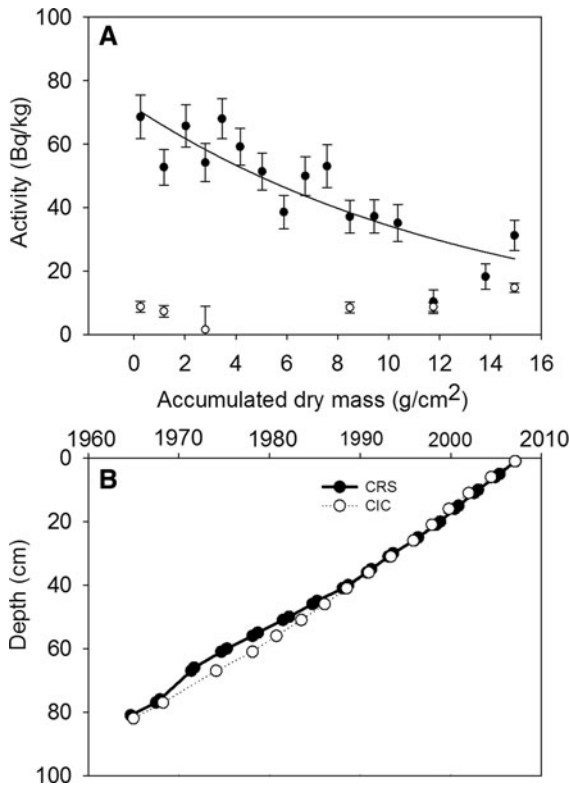 100
A
80
60
40
20
0
Activity (Bq/kg)
0 2 4 6 8 10 12 14 16
Accumulated dry mass (g/cm²)
1960 1970 1980 1990 2000 2010
0
B
CRS
CIC
20
40
60
80
100
Depth (cm)